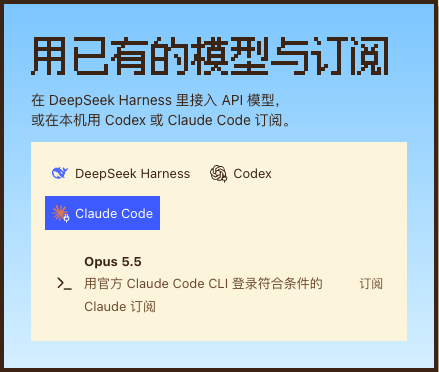 用已有的模型与订阅
在 DeepSeek Harness 里接入 API 模型，
或在本机用 Codex 或 Claude Code 订阅。
DeepSeek Harness
Codex
Claude Code
Opus 5.5
用官方 Claude Code CLI 登录符合条件的
Claude 订阅
订阅